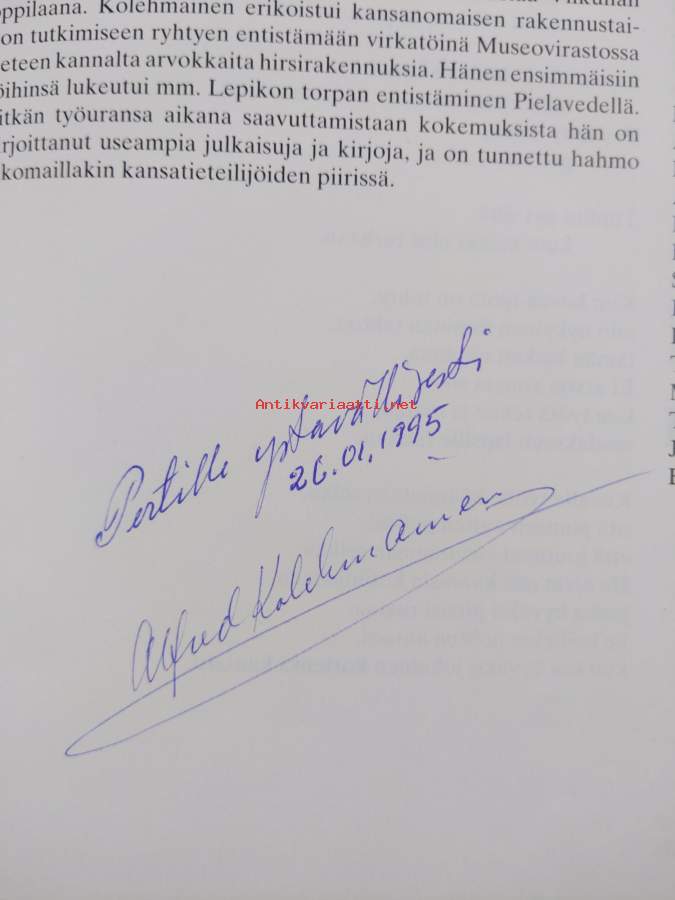 oppilaana. Kolehmainen erikoistui kansanomaisen rakennustai-
on tutkimiseen ryhtyen entistämään virkatöinä Museovirastossa
eteen kannalta arvokkaita hirsirakennuksia. Hänen ensimmäisiin
öihinsä lukeutui mm. Lepikon torpan entistäminen Pielavedellä.
itkän työuransa aikana saavuttamistaan kokemuksista hän on
rjoittanut useampia julkaisuja ja kirjoja, ja on tunnettu hahmo
komaillakin kansatieteilijöiden piirissä.
Pertille ystävällisesti
Antikvariaatti.net
26.01.1995
Alfred Kolehmainen